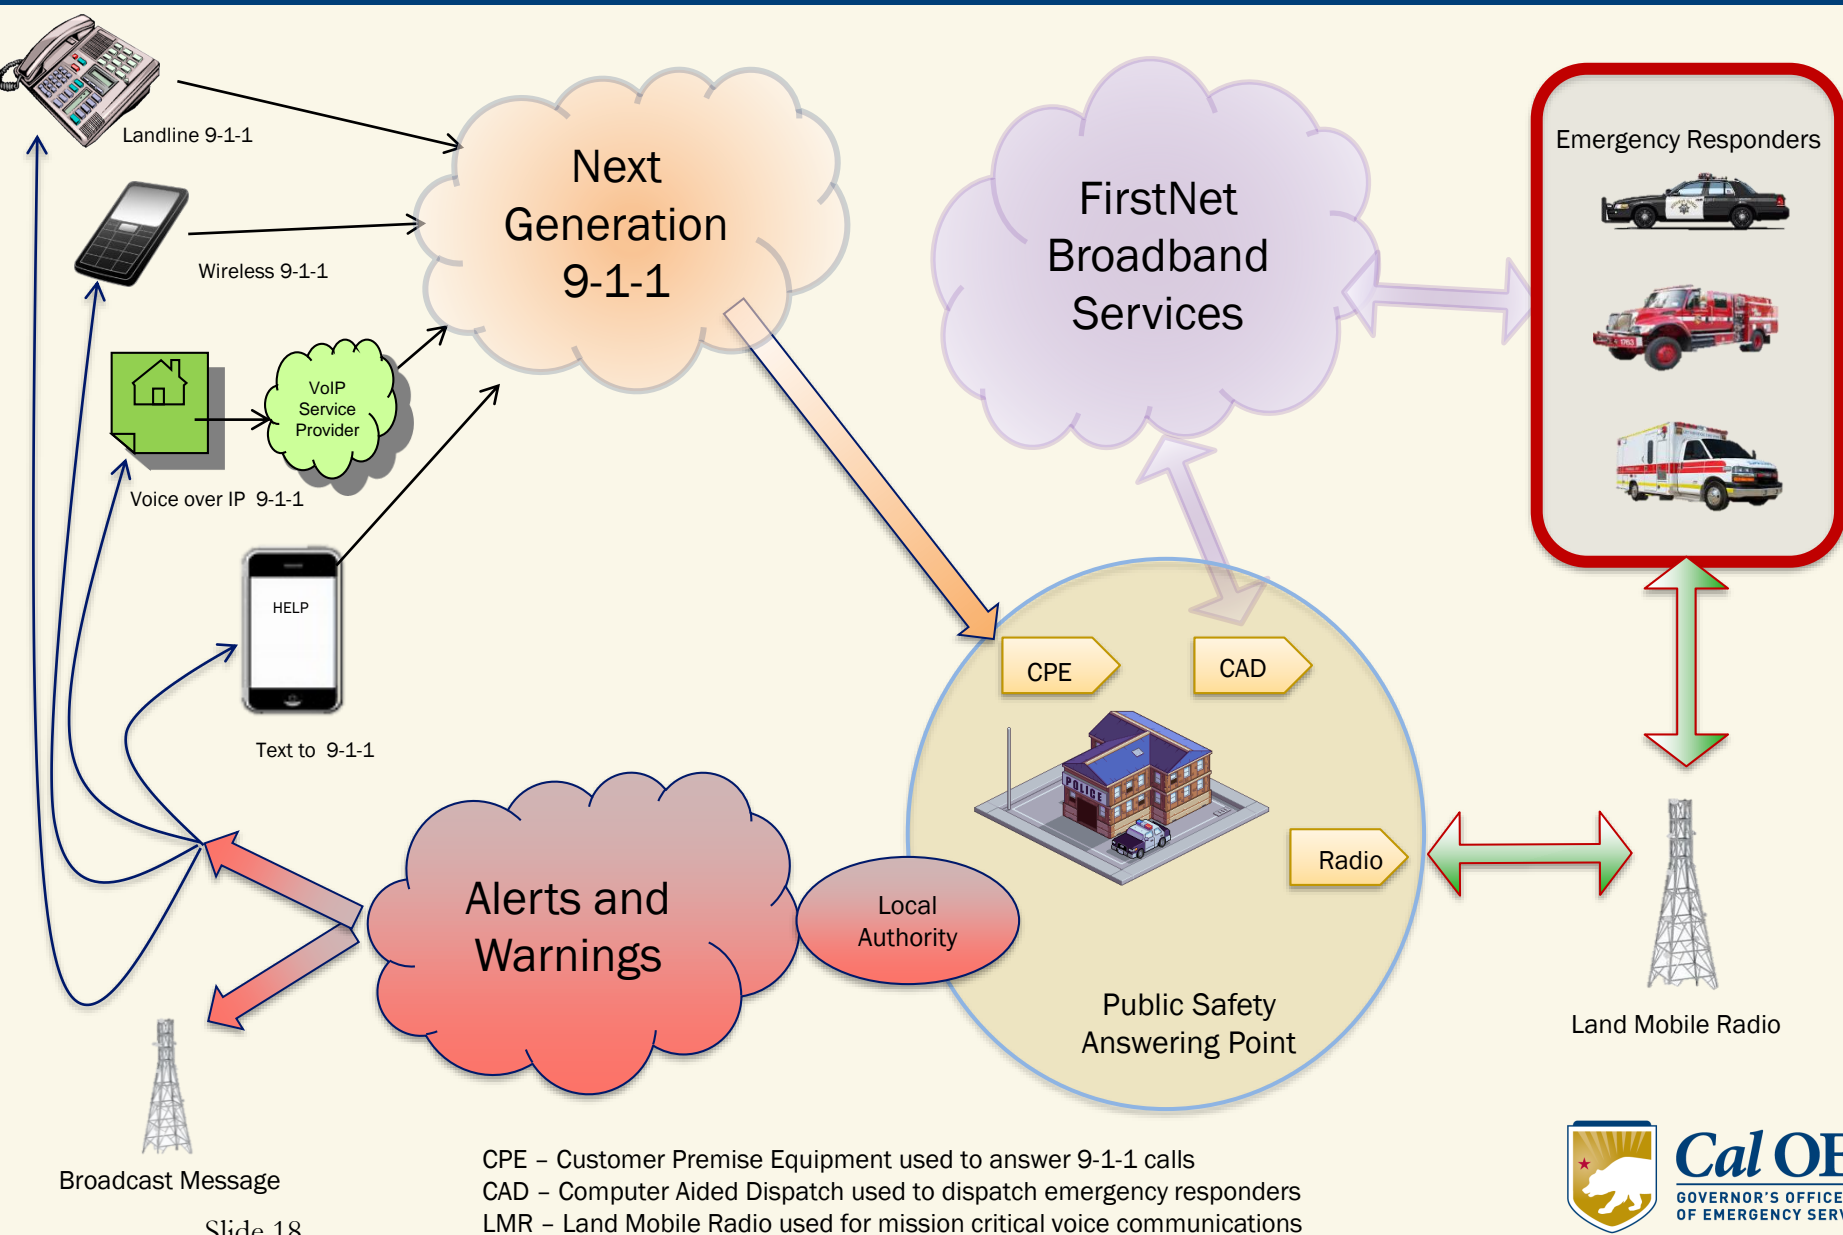 Landline 9-1-1
Wireless 9-1-1
VoIP
Service
Provider
Voice over IP 9-1-1
HELP
Text to 9-1-1
Next
Generation
9-1-1
FirstNet
Broadband
Services
Emergency Responders
CPE
CAD
POLICE
Radio
Local
Authority
Alerts and
Warnings
Public Safety
Answering Point
Land Mobile Radio
Broadcast Message
Slide 18
CPE – Customer Premise Equipment used to answer 9-1-1 calls
CAD – Computer Aided Dispatch used to dispatch emergency responders
LMR – Land Mobile Radio used for mission critical voice communications
Cal OE
GOVERNOR'S OFFICE
OF EMERGENCY SERV